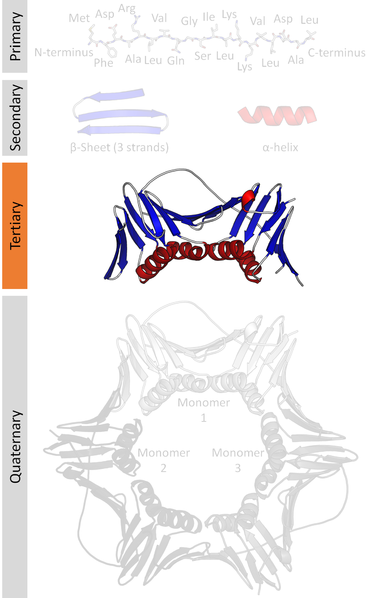 Primary
Met Asp Arg Val Gly Ile Lys Val Asp Leu
N-terminus C-terminus
Phe Ala Leu Gln Ser Leu Lys Leu Ala
Secondary
β-Sheet (3 strands) α-helix
Tertiary
Quaternary
Monomer
1
Monomer Monomer
2 3